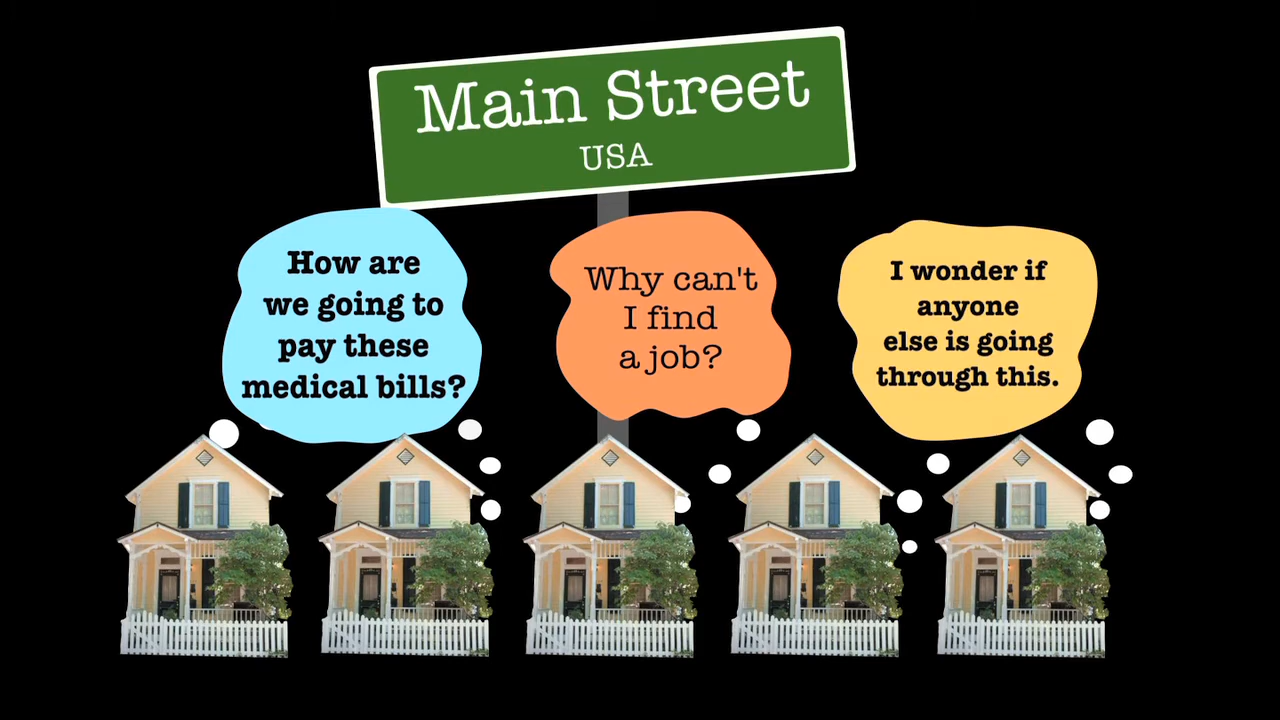 Main Street
USA
How are
we going to
pay these
medical bills?
Why can't
I find
a job?
I wonder if
anyone
else is going
through this.